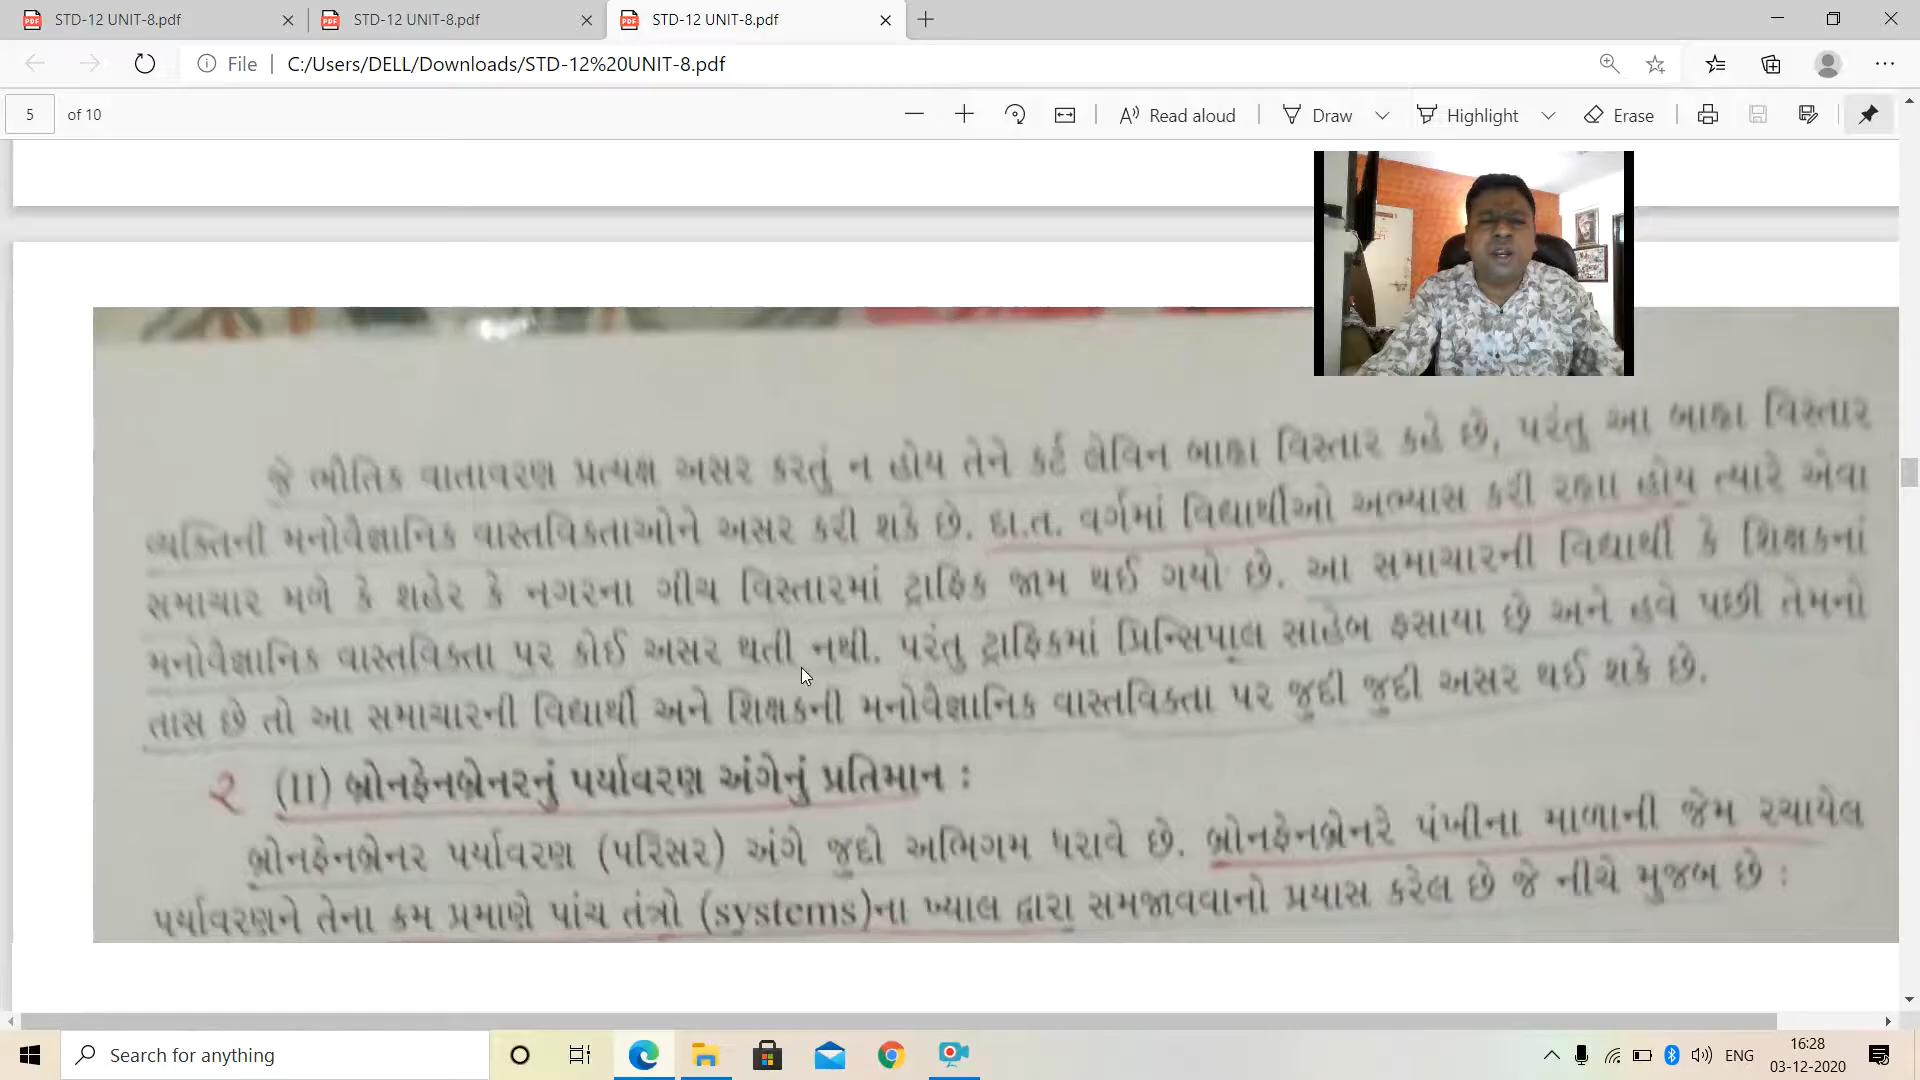 STD-12 UNIT-8.pdf STD-12 UNIT-8.pdf STD-12 UNIT-8.pdf
File C:/Users/DELL/Downloads/STD-12%20UNIT-8.pdf
5 of 10 Read aloud Draw Highlight Erase
જે ભૌતિક વાતાવરણ પ્રત્યક્ષ અસર કરતું ન હોય તેને કર્ટ લેવિન બાહ્ય વિસ્તાર કહે છે, પરંતુ આ બાહ્ય વિસ્તાર
વ્યક્તિની મનોવૈજ્ઞાનિક વાસ્તવિકતાઓને અસર કરી શકે છે. દા.ત. વર્ગમાં વિદ્યાર્થીઓ અભ્યાસ કરી રહ્યા હોય ત્યારે એવા
સમાચાર મળે કે શહેર કે નગરના ગીચ વિસ્તારમાં ટ્રાફિક જામ થઈ ગયો છે. આ સમાચારની વિદ્યાર્થી કે શિક્ષકનાં
મનોવૈજ્ઞાનિક વાસ્તવિક્તા પર કોઈ અસર થતી નથી. પરંતુ ટ્રાફિકમાં પ્રિન્સિપાલ સાહેબ ફસાયા છે અને હવે પછી તેમનો
તાસ છે તો આ સમાચારની વિદ્યાર્થી અને શિક્ષકની મનોવૈજ્ઞાનિક વાસ્તવિક્તા પર જુદી જુદી અસર થઈ શકે છે.
૨ (II) બ્રોનફેનબ્રેનરનું પર્યાવરણ અંગેનું પ્રતિમાન :
બ્રોનફેનબ્રેનર પર્યાવરણ (પરિસર) અંગે જુદો અભિગમ ધરાવે છે. બ્રોનફેનબ્રેનરે પંખીના માળાની જેમ રચાયેલ
પર્યાવરણને તેના ક્રમ પ્રમાણે પાંચ તંત્રો (systems)ના ખ્યાલ દ્વારા સમજાવવાનો પ્રયાસ કરેલ છે જે નીચે મુજબ છે :
Search for anything
ENG
16:28
03-12-2020